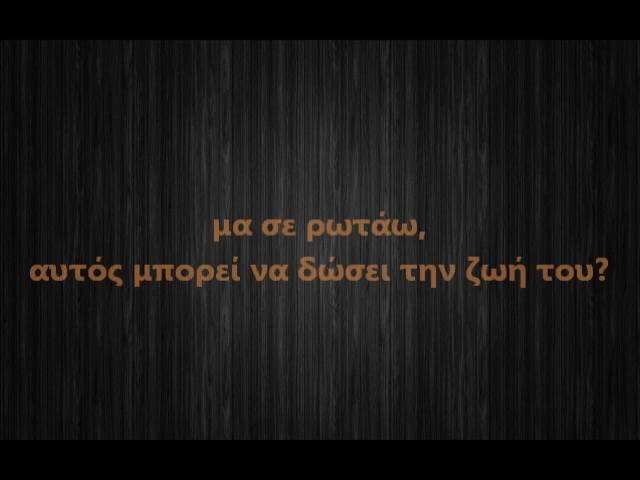 μα σε ρωτάω,
αυτός μπορεί να δώσει την ζωή του?